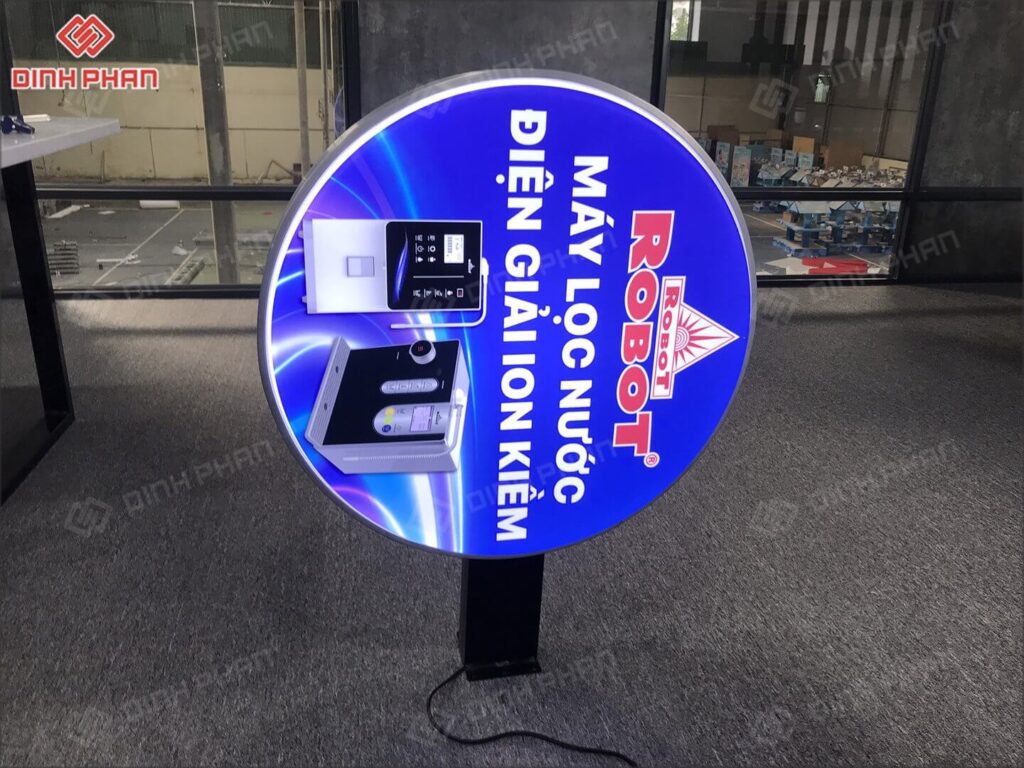 DINH PHAN
ROBOT
ROBOT®
MÁY LỌC NƯỚC
ĐIỆN GIẢI ION KIỀM